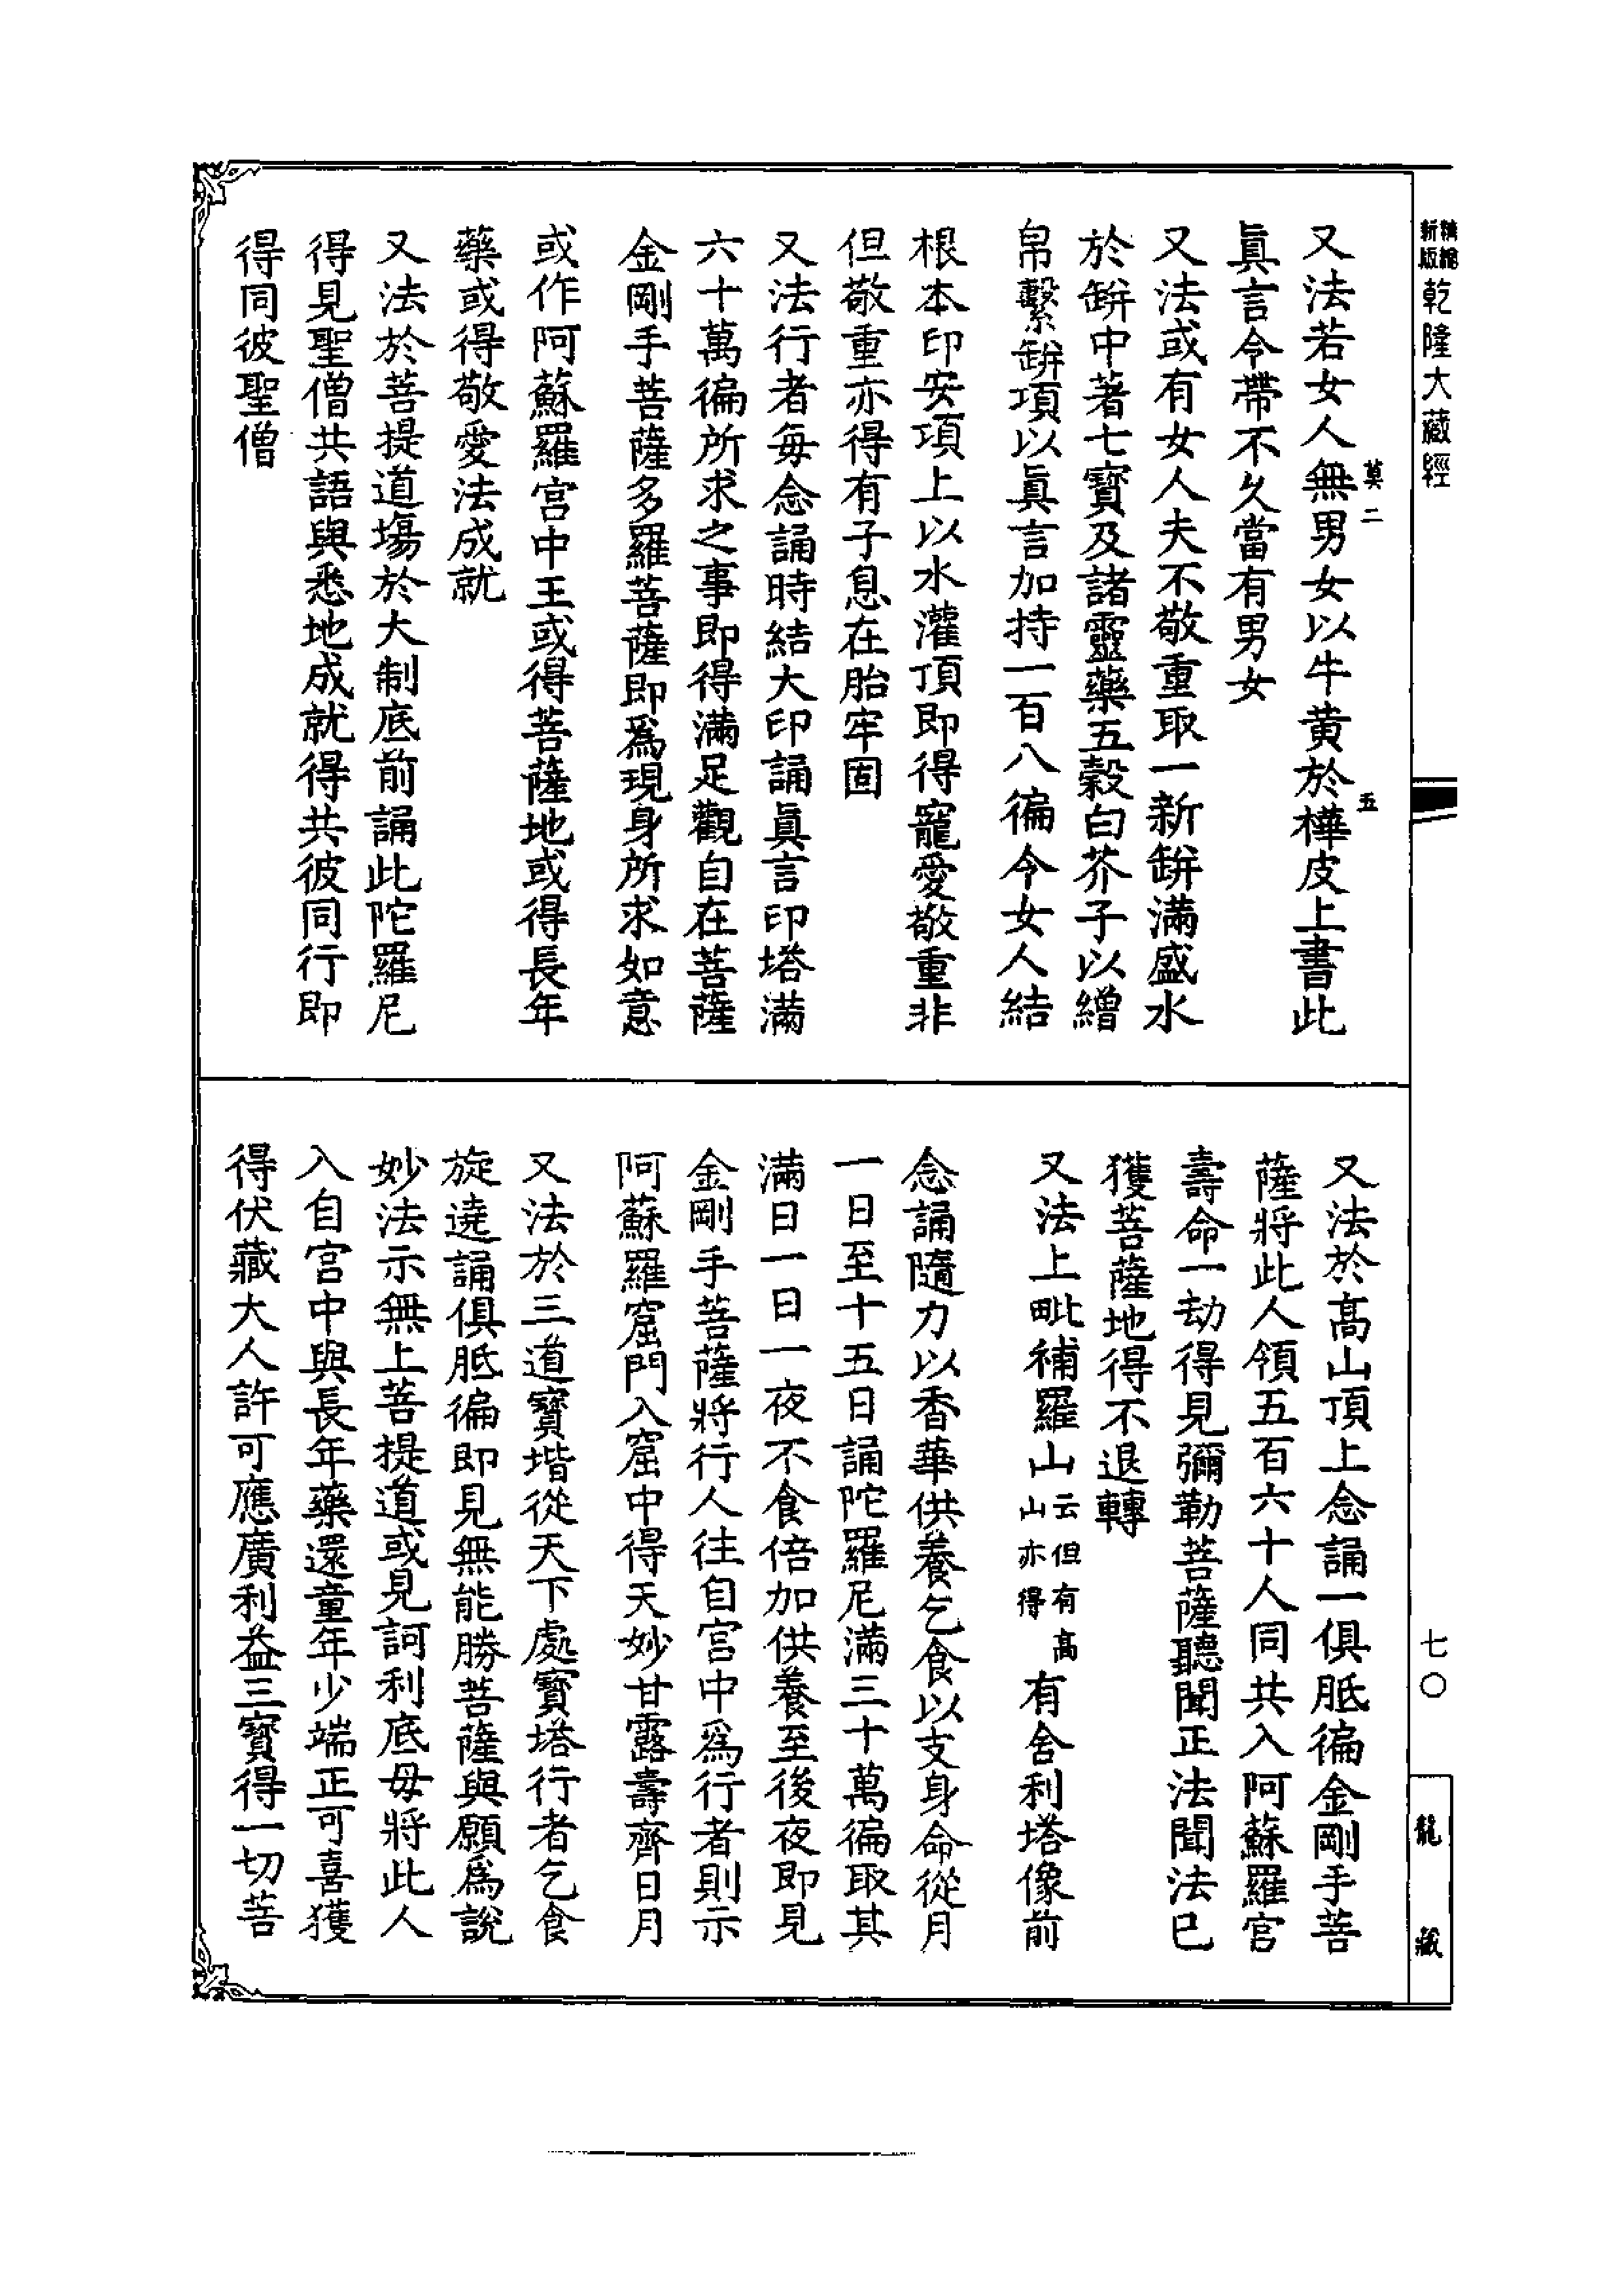 精縮新版乾隆大藏經
七〇
龍藏
莫二
五
又法若女人無男女以牛黄於樺皮上書此
眞言令帶不久當有男女
又法或有女人夫不敬重取一新缾滿盛水
於缾中著七寳及諸靈藥五穀白芥子以繒
帛繫缾項以眞言加持一百八徧令女人結
根本印安項上以水灌頂即得寵愛敬重非
但敬重亦得有子息在胎牢固
又法行者每念誦時結大印誦眞言印塔滿
六十萬徧所求之事即得滿足觀自在菩薩
金剛手菩薩多羅菩薩即爲現身所求如意
或作阿蘇羅宫中王或得菩薩地或得長年
藥或得敬愛法成就
又法於菩提道場於大制底前誦此陀羅尼
得見聖僧共語與悉地成就得共彼同行即
得同彼聖僧
又法於髙山頂上念誦一俱胝徧金剛手菩
薩將此人領五百六十人同共入阿蘇羅宫
壽命一劫得見彌勒菩薩聽聞正法聞法已
獲菩薩地得不退轉
又法上毗補羅山云但有髙山亦得有舍利塔像前
念誦隨力以香華供養乞食以支身命從月
一日至十五日誦陀羅尼滿三十萬徧取其
滿日一日一夜不食倍加供養至後夜即見
金剛手菩薩將行人往自宫中爲行者則示
阿蘇羅窟門入窟中得天妙甘露壽齊日月
又法於三道寳堦從天下處寳塔行者乞食
旋遶誦俱胝徧即見無能勝菩薩與願爲說
妙法示無上菩提道或見訶利底母將此人
入自宫中與長年藥還童年少端正可喜獲
得伏藏大人許可應廣利益三寳得一切菩